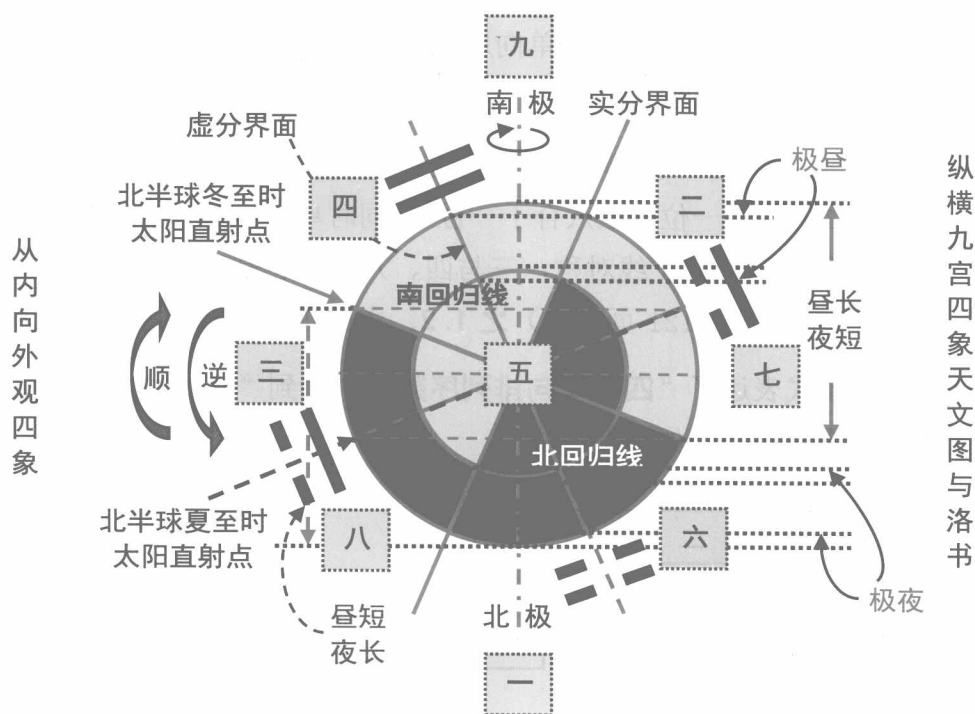 九
南极
实分界面
虚分界面
极昼
四
二
北半球冬至时
太阳直射点
南回归线
昼长
夜短
顺
逆
三
五
七
北回归线
北半球夏至时
太阳直射点
八
六
昼短
夜长
北极
极夜
一
从内向外观四象
纵横九宫四象天文图与洛书